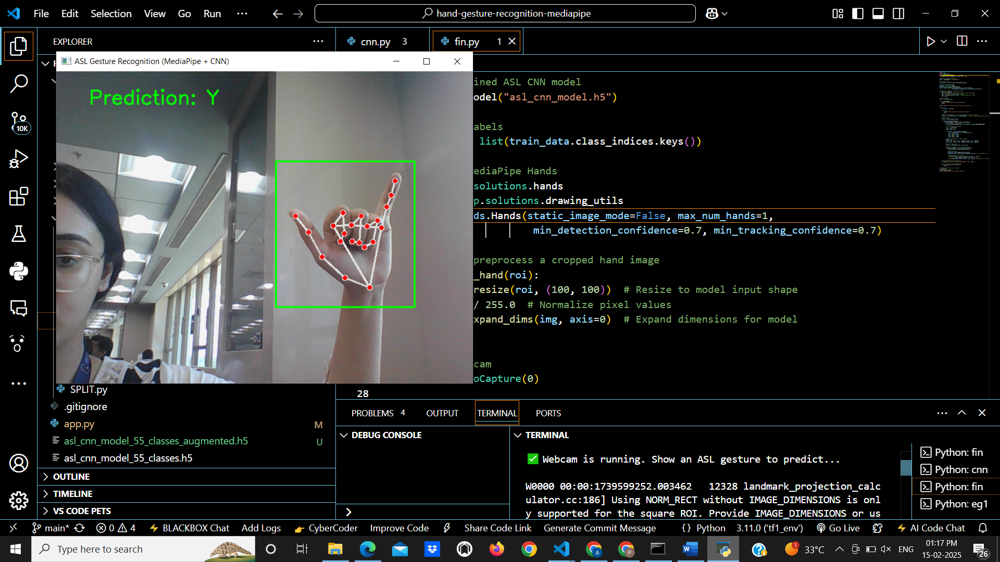 File Edit Selection View Go Run ...
hand-gesture-recognition-mediapipe
EXPLORER
cnn.py 3
fin.py 1
ASL Gesture Recognition (MediaPipe + CNN)
Prediction: Y
ined ASL CNN model
odel("asl_cnn_model.h5")
abels
list(train_data.class_indices.keys())
ediaPipe Hands
solutions.hands
p.solutions.drawing_utils
ds.Hands(static_image_mode=False, max_num_hands=1,
min_detection_confidence=0.7, min_tracking_confidence=0.7)
preprocess a cropped hand image
_hand(roi):
resize(roi, (100, 100))  # Resize to model input shape
/ 255.0  # Normalize pixel values
xpand_dims(img, axis=0)  # Expand dimensions for model
cam
oCapture(0)
28
10K
SPLIT.py
.gitignore
app.py M
asl_cnn_model_55_classes_augmented.h5 U
asl_cnn_model_55_classes.h5
OUTLINE
TIMELINE
VS CODE PETS
PROBLEMS 4 OUTPUT TERMINAL PORTS
DEBUG CONSOLE
TERMINAL
✅ Webcam is running. Show an ASL gesture to predict...
W0000 00:00:1739599252.003462   12328 landmark_projection_calc
ulator.cc:186] Using NORM_RECT without IMAGE_DIMENSIONS is onl
y supported for the square ROI. Provide IMAGE_DIMENSIONS or us
Python: fin
Python: cnn
Python: fin
Python: eg1
main* 0 4 BLACKBOX Chat Add Logs CyberCoder Improve Code Share Code Link Generate Commit Message {} Python 3.11.0 ('tf1_env') Go Live AI Code Chat
Type here to search
33°C ENG
01:17 PM
15-02-2025
26